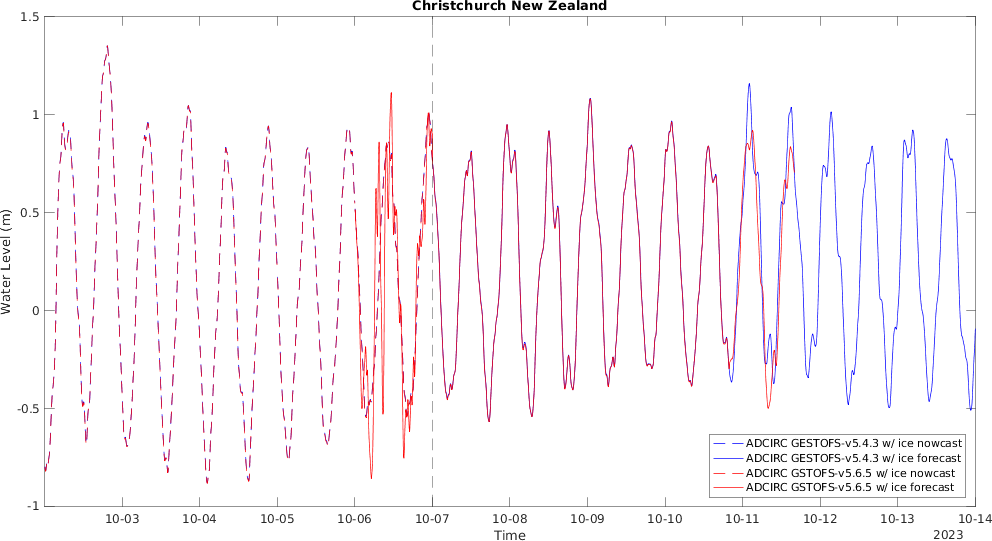 Christchurch New Zealand
1.5
1
0.5
0
-0.5
-1
Water Level (m)
ADCIRC GESTOFS-v5.4.3 w/ ice nowcast
ADCIRC GESTOFS-v5.4.3 w/ ice forecast
ADCIRC GSTOFS-v5.6.5 w/ ice nowcast
ADCIRC GSTOFS-v5.6.5 w/ ice forecast
10-03 10-04 10-05 10-06 10-07 10-08 10-09 10-10 10-11 10-12 10-13 10-14
Time
2023